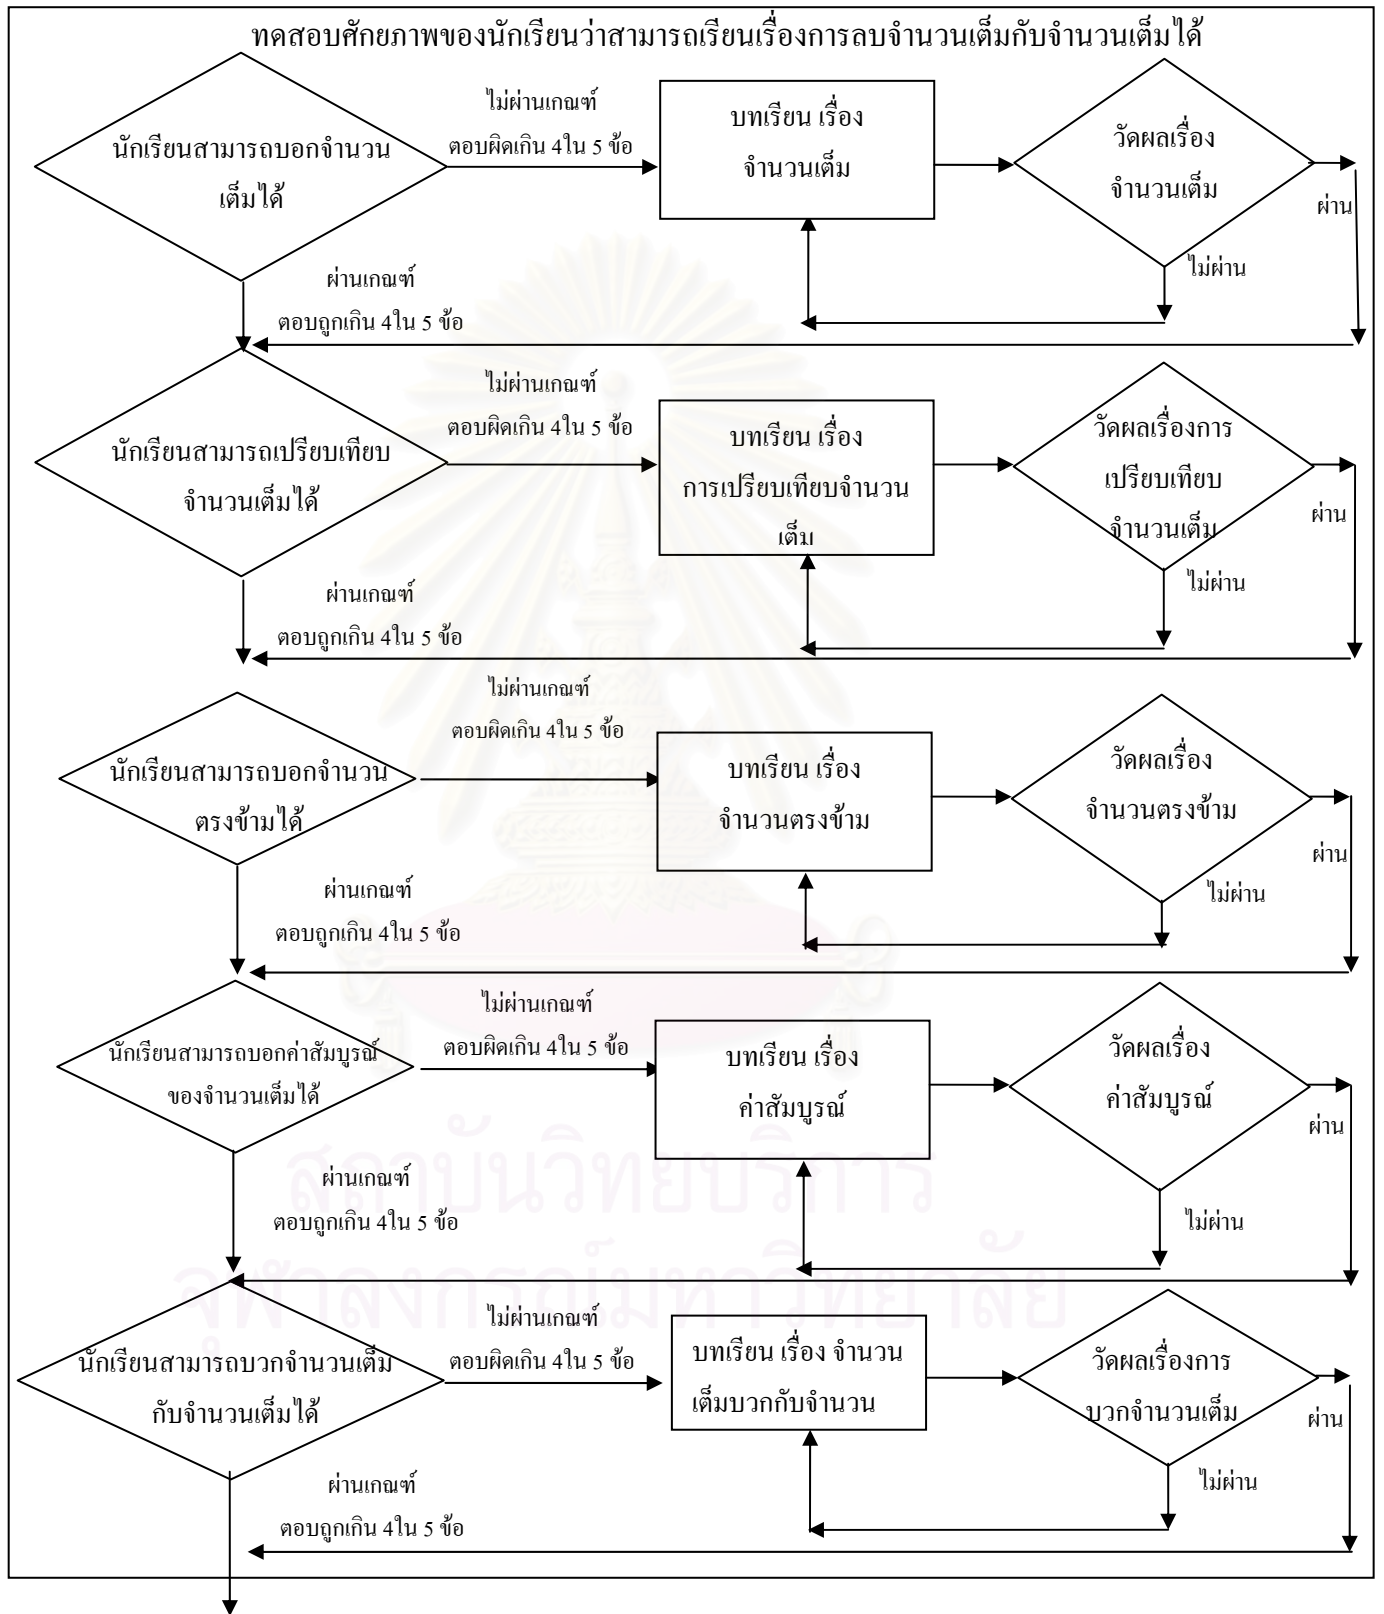 ทดสอบศักยภาพของนักเรียนว่าสามารถเรียนเรื่องการลบจำนวนเต็มกับจำนวนเต็มได้
นักเรียนสามารถบอกจำนวน
เต็มได้
ไม่ผ่านเกณฑ์
ตอบผิดเกิน 4ใน 5 ข้อ
บทเรียน เรื่อง
จำนวนเต็ม
วัดผลเรื่อง
จำนวนเต็ม
ผ่าน
ไม่ผ่าน
ผ่านเกณฑ์
ตอบถูกเกิน 4ใน 5 ข้อ
นักเรียนสามารถเปรียบเทียบ
จำนวนเต็มได้
ไม่ผ่านเกณฑ์
ตอบผิดเกิน 4ใน 5 ข้อ
บทเรียน เรื่อง
การเปรียบเทียบจำนวน
เต็ม
วัดผลเรื่องการ
เปรียบเทียบ
จำนวนเต็ม
ผ่าน
ไม่ผ่าน
ผ่านเกณฑ์
ตอบถูกเกิน 4ใน 5 ข้อ
นักเรียนสามารถบอกจำนวน
ตรงข้ามได้
ไม่ผ่านเกณฑ์
ตอบผิดเกิน 4ใน 5 ข้อ
บทเรียน เรื่อง
จำนวนตรงข้าม
วัดผลเรื่อง
จำนวนตรงข้าม
ผ่าน
ไม่ผ่าน
ผ่านเกณฑ์
ตอบถูกเกิน 4ใน 5 ข้อ
นักเรียนสามารถบอกค่าสัมบูรณ์
ของจำนวนเต็มได้
ไม่ผ่านเกณฑ์
ตอบผิดเกิน 4ใน 5 ข้อ
บทเรียน เรื่อง
ค่าสัมบูรณ์
วัดผลเรื่อง
ค่าสัมบูรณ์
ผ่าน
ไม่ผ่าน
ผ่านเกณฑ์
ตอบถูกเกิน 4ใน 5 ข้อ
สถาบันวิทยบริการ
จุฬาลงกรณ์มหาวิทยาลัย
นักเรียนสามารถบวกจำนวนเต็ม
กับจำนวนเต็มได้
ไม่ผ่านเกณฑ์
ตอบผิดเกิน 4ใน 5 ข้อ
บทเรียน เรื่อง จำนวน
เต็มบวกกับจำนวน
วัดผลเรื่องการ
บวกจำนวนเต็ม
ผ่าน
ไม่ผ่าน
ผ่านเกณฑ์
ตอบถูกเกิน 4ใน 5 ข้อ